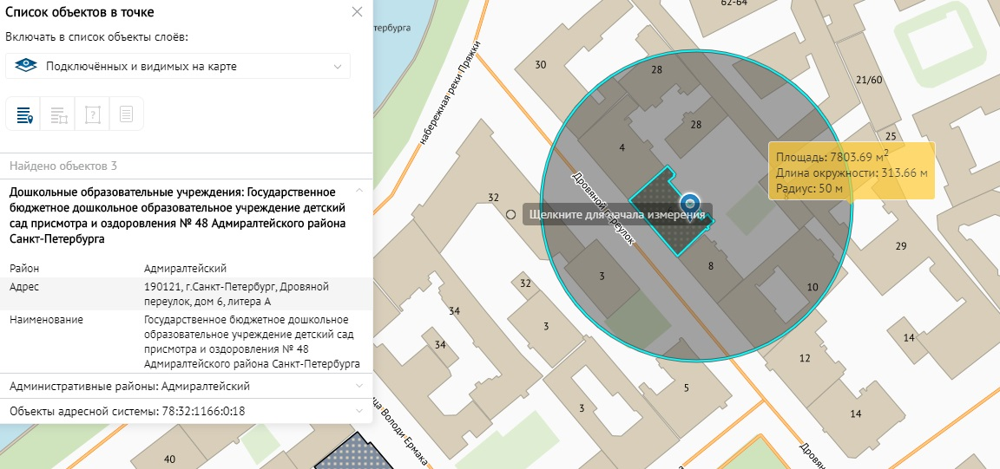 Список объектов в точке
Включать в список объекты слоёв:
Подключённых и видимых на карте
Найдено объектов 3
Дошкольные образовательные учреждения: Государственное
бюджетное дошкольное образовательное учреждение детский
сад присмотра и оздоровления № 48 Адмиралтейского района
Санкт-Петербурга
Район Адмиралтейский
Адрес 190121, г.Санкт-Петербург, Дровяной
переулок, дом 6, литера А
Наименование Государственное бюджетное дошкольное
образовательное учреждение детский сад
присмотра и оздоровления № 48
Адмиралтейского района Санкт-Петербурга
Административные районы: Адмиралтейский
Объекты адресной системы: 78:32:1166:0:18
тербурга
набережная реки Пряжки
62-64
30
28
21/60
28
4
25
Площадь: 7803.69 м²
Длина окружности: 313.66 м
Радиус: 50 м
Дровяной переулок
32
Щелкните для начала измерения
29
8
3
10
32
34
3
14
34
12
5
3
14
ца Володи Ермака
40
Дровян